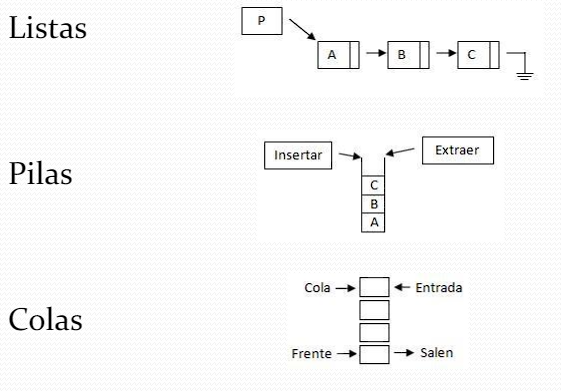 Listas
P
A B C
Pilas
Insertar Extraer
C
B
A
Colas
Cola Entrada
Frente Salen